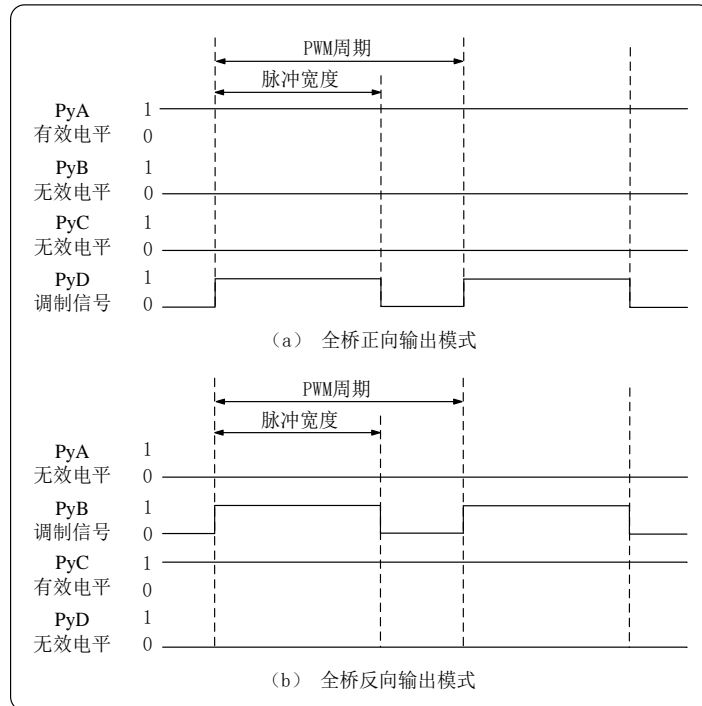 PWM周期
脉冲宽度
PyA 1
有效电平 0
PyB 1
无效电平 0
PyC 1
无效电平 0
PyD 1
调制信号 0
（a） 全桥正向输出模式
PWM周期
脉冲宽度
PyA 1
无效电平 0
PyB 1
调制信号 0
PyC 1
有效电平 0
PyD 1
无效电平 0
（b） 全桥反向输出模式